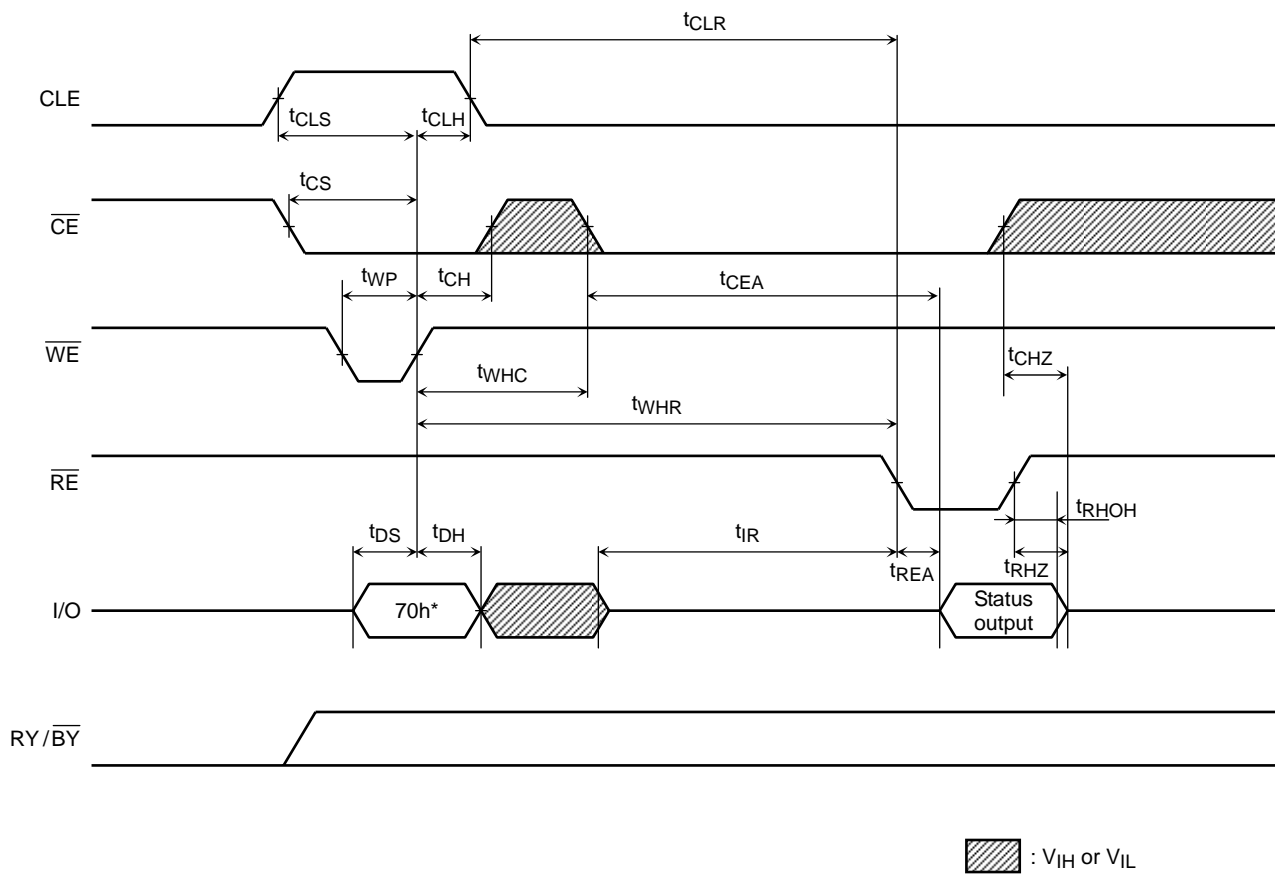 tCLR
CLE
tCLS
tCLH
tCS
CE
tWP
tCH
tCEA
WE
tCHZ
tWHC
tWHR
RE
tRHOH
tDS
tDH
tIR
tREA
tRHZ
I/O
70h*
Status
output
RY/BY
: VIH or VIL